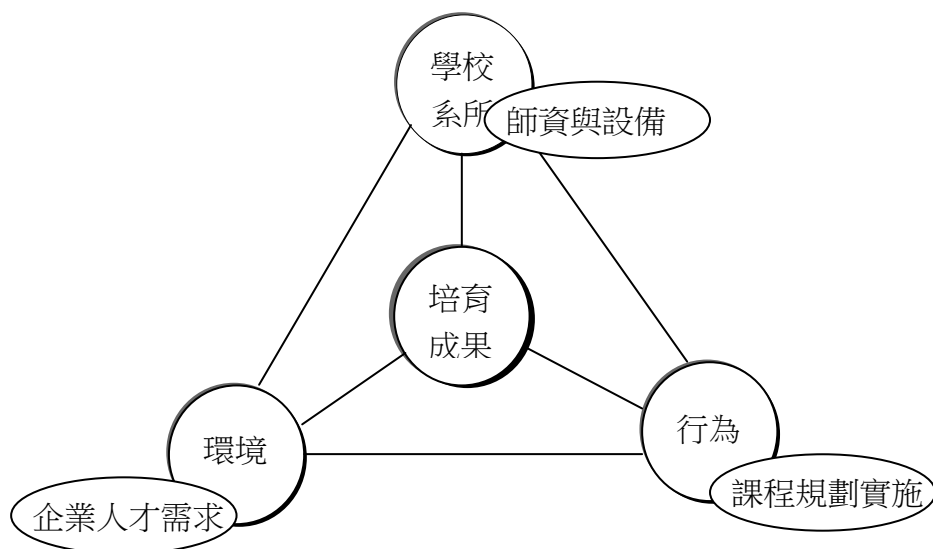 學校
系所
師資與設備
培育
成果
環境
行為
企業人才需求
課程規劃實施